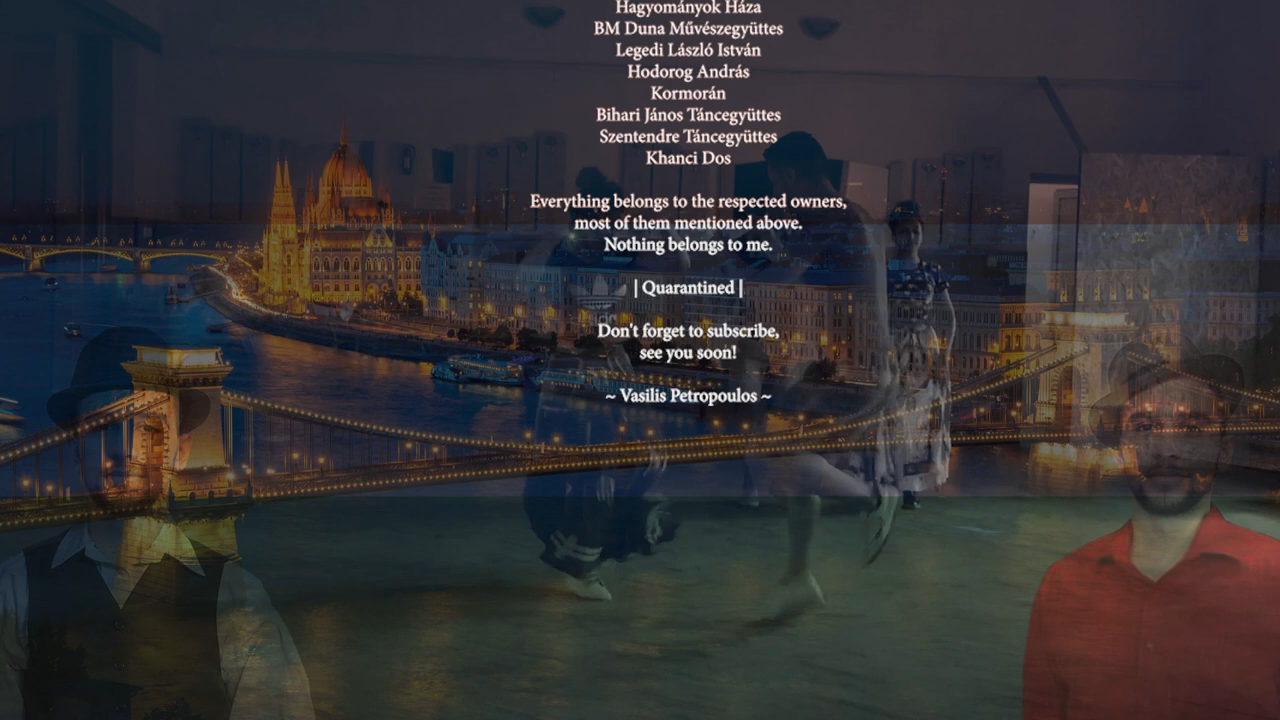 Hagyományok Háza
BM Duna Művészegyüttes
Legedi László István
Hodorog András
Kormorán
Bihari János Táncegyüttes
Szentendre Táncegyüttes
Khanci Dos
Everything belongs to the respected owners,
most of them mentioned above.
Nothing belongs to me.
| Quarantined |
Don't forget to subscribe,
see you soon!
~ Vasilis Petropoulos ~